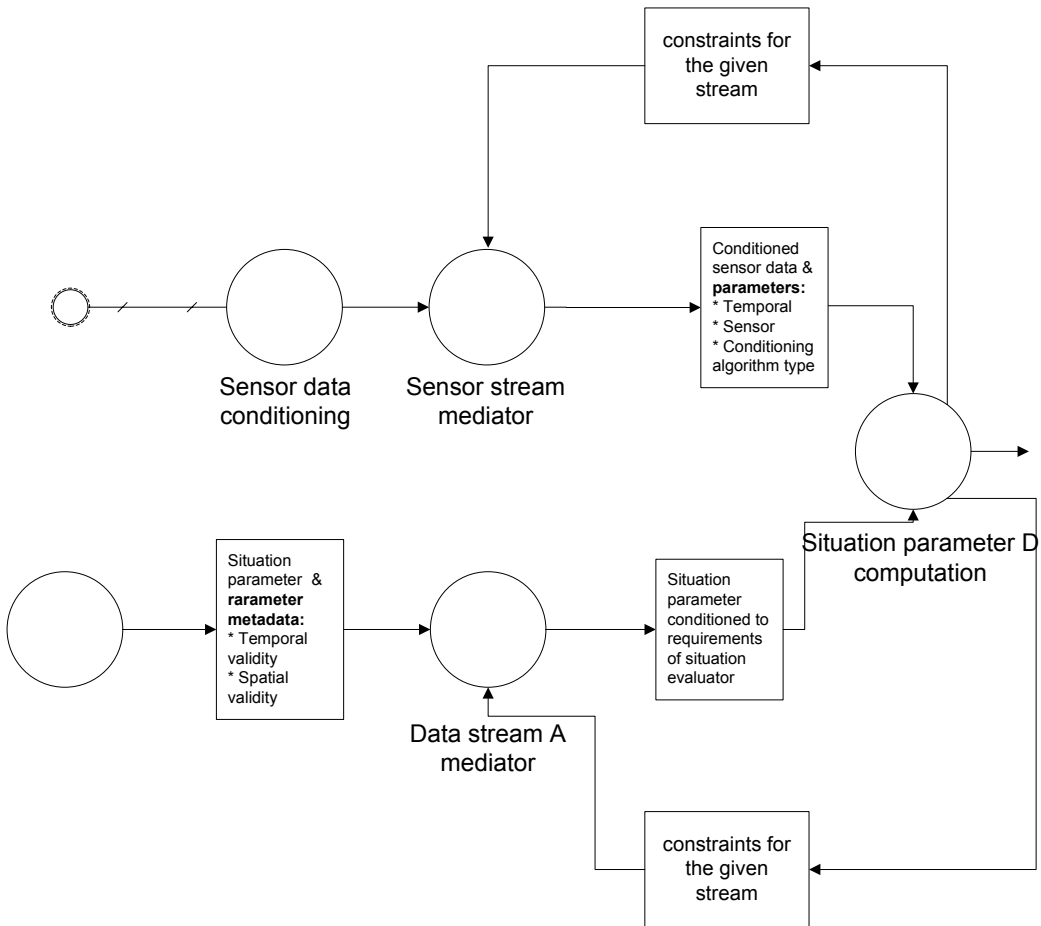 constraints for
the given
stream
Conditioned
sensor data &
parameters:
* Temporal
* Sensor
* Conditioning
algorithm type
Sensor data
conditioning
Sensor stream
mediator
Situation parameter D
computation
Situation
parameter &
rarameter
metadata:
* Temporal
validity
* Spatial
validity
Situation
parameter
conditioned to
requirements
of situation
evaluator
Data stream A
mediator
constraints for
the given
stream